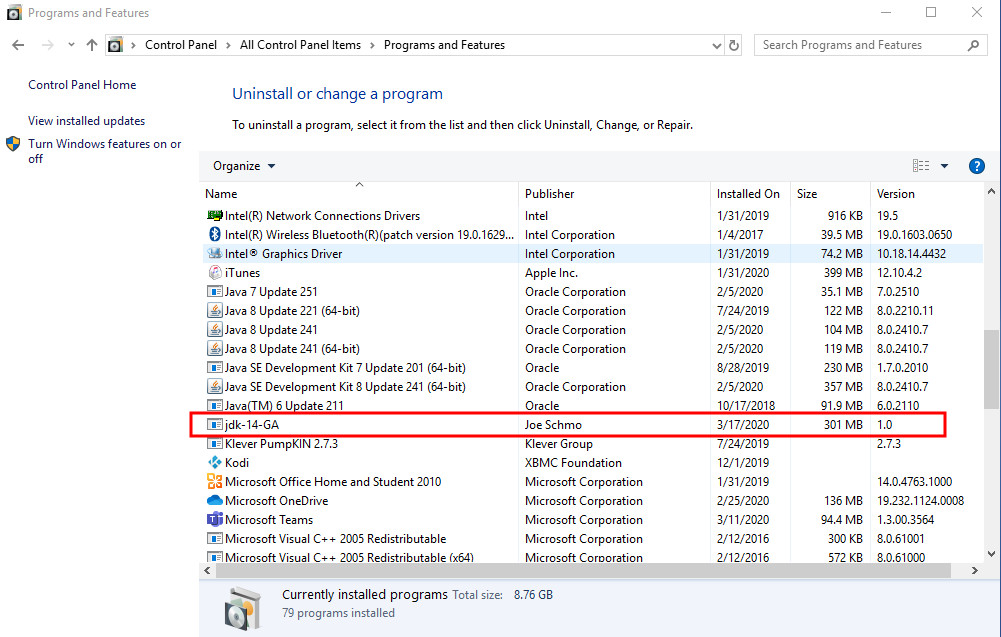 Programs and Features
Control Panel > All Control Panel Items > Programs and Features
Search Programs and Features
Control Panel Home
View installed updates
Turn Windows features on or
off
Uninstall or change a program
To uninstall a program, select it from the list and then click Uninstall, Change, or Repair.
Organize
Name Publisher Installed On Size Version
Intel(R) Network Connections Drivers Intel 1/31/2019 916 KB 19.5
Intel(R) Wireless Bluetooth(R)(patch version 19.0.1629... Intel Corporation 1/4/2017 39.5 MB 19.0.1603.0650
Intel® Graphics Driver Intel Corporation 1/31/2019 74.2 MB 10.18.14.4432
iTunes Apple Inc. 1/31/2020 399 MB 12.10.4.2
Java 7 Update 251 Oracle Corporation 2/5/2020 35.1 MB 7.0.2510
Java 8 Update 221 (64-bit) Oracle Corporation 7/24/2019 122 MB 8.0.2210.11
Java 8 Update 241 Oracle Corporation 2/5/2020 104 MB 8.0.2410.7
Java 8 Update 241 (64-bit) Oracle Corporation 2/5/2020 119 MB 8.0.2410.7
Java SE Development Kit 7 Update 201 (64-bit) Oracle 8/28/2019 230 MB 1.7.0.2010
Java SE Development Kit 8 Update 241 (64-bit) Oracle Corporation 2/5/2020 357 MB 8.0.2410.7
Java(TM) 6 Update 211 Oracle 10/17/2018 91.9 MB 6.0.2110
jdk-14-GA Joe Schmo 3/17/2020 301 MB 1.0
Klever PumpKIN 2.7.3 Klever Group 7/24/2019 2.7.3
Kodi XBMC Foundation 12/1/2019
Microsoft Office Home and Student 2010 Microsoft Corporation 1/31/2019 14.0.4763.1000
Microsoft OneDrive Microsoft Corporation 2/25/2020 136 MB 19.232.1124.0008
Microsoft Teams Microsoft Corporation 3/11/2020 94.4 MB 1.3.00.3564
Microsoft Visual C++ 2005 Redistributable Microsoft Corporation 2/12/2016 300 KB 8.0.61001
Microsoft Visual C++ 2005 Redistributable (x64) Microsoft Corporation 2/12/2016 572 KB 8.0.61000
Currently installed programs Total size: 8.76 GB
79 programs installed